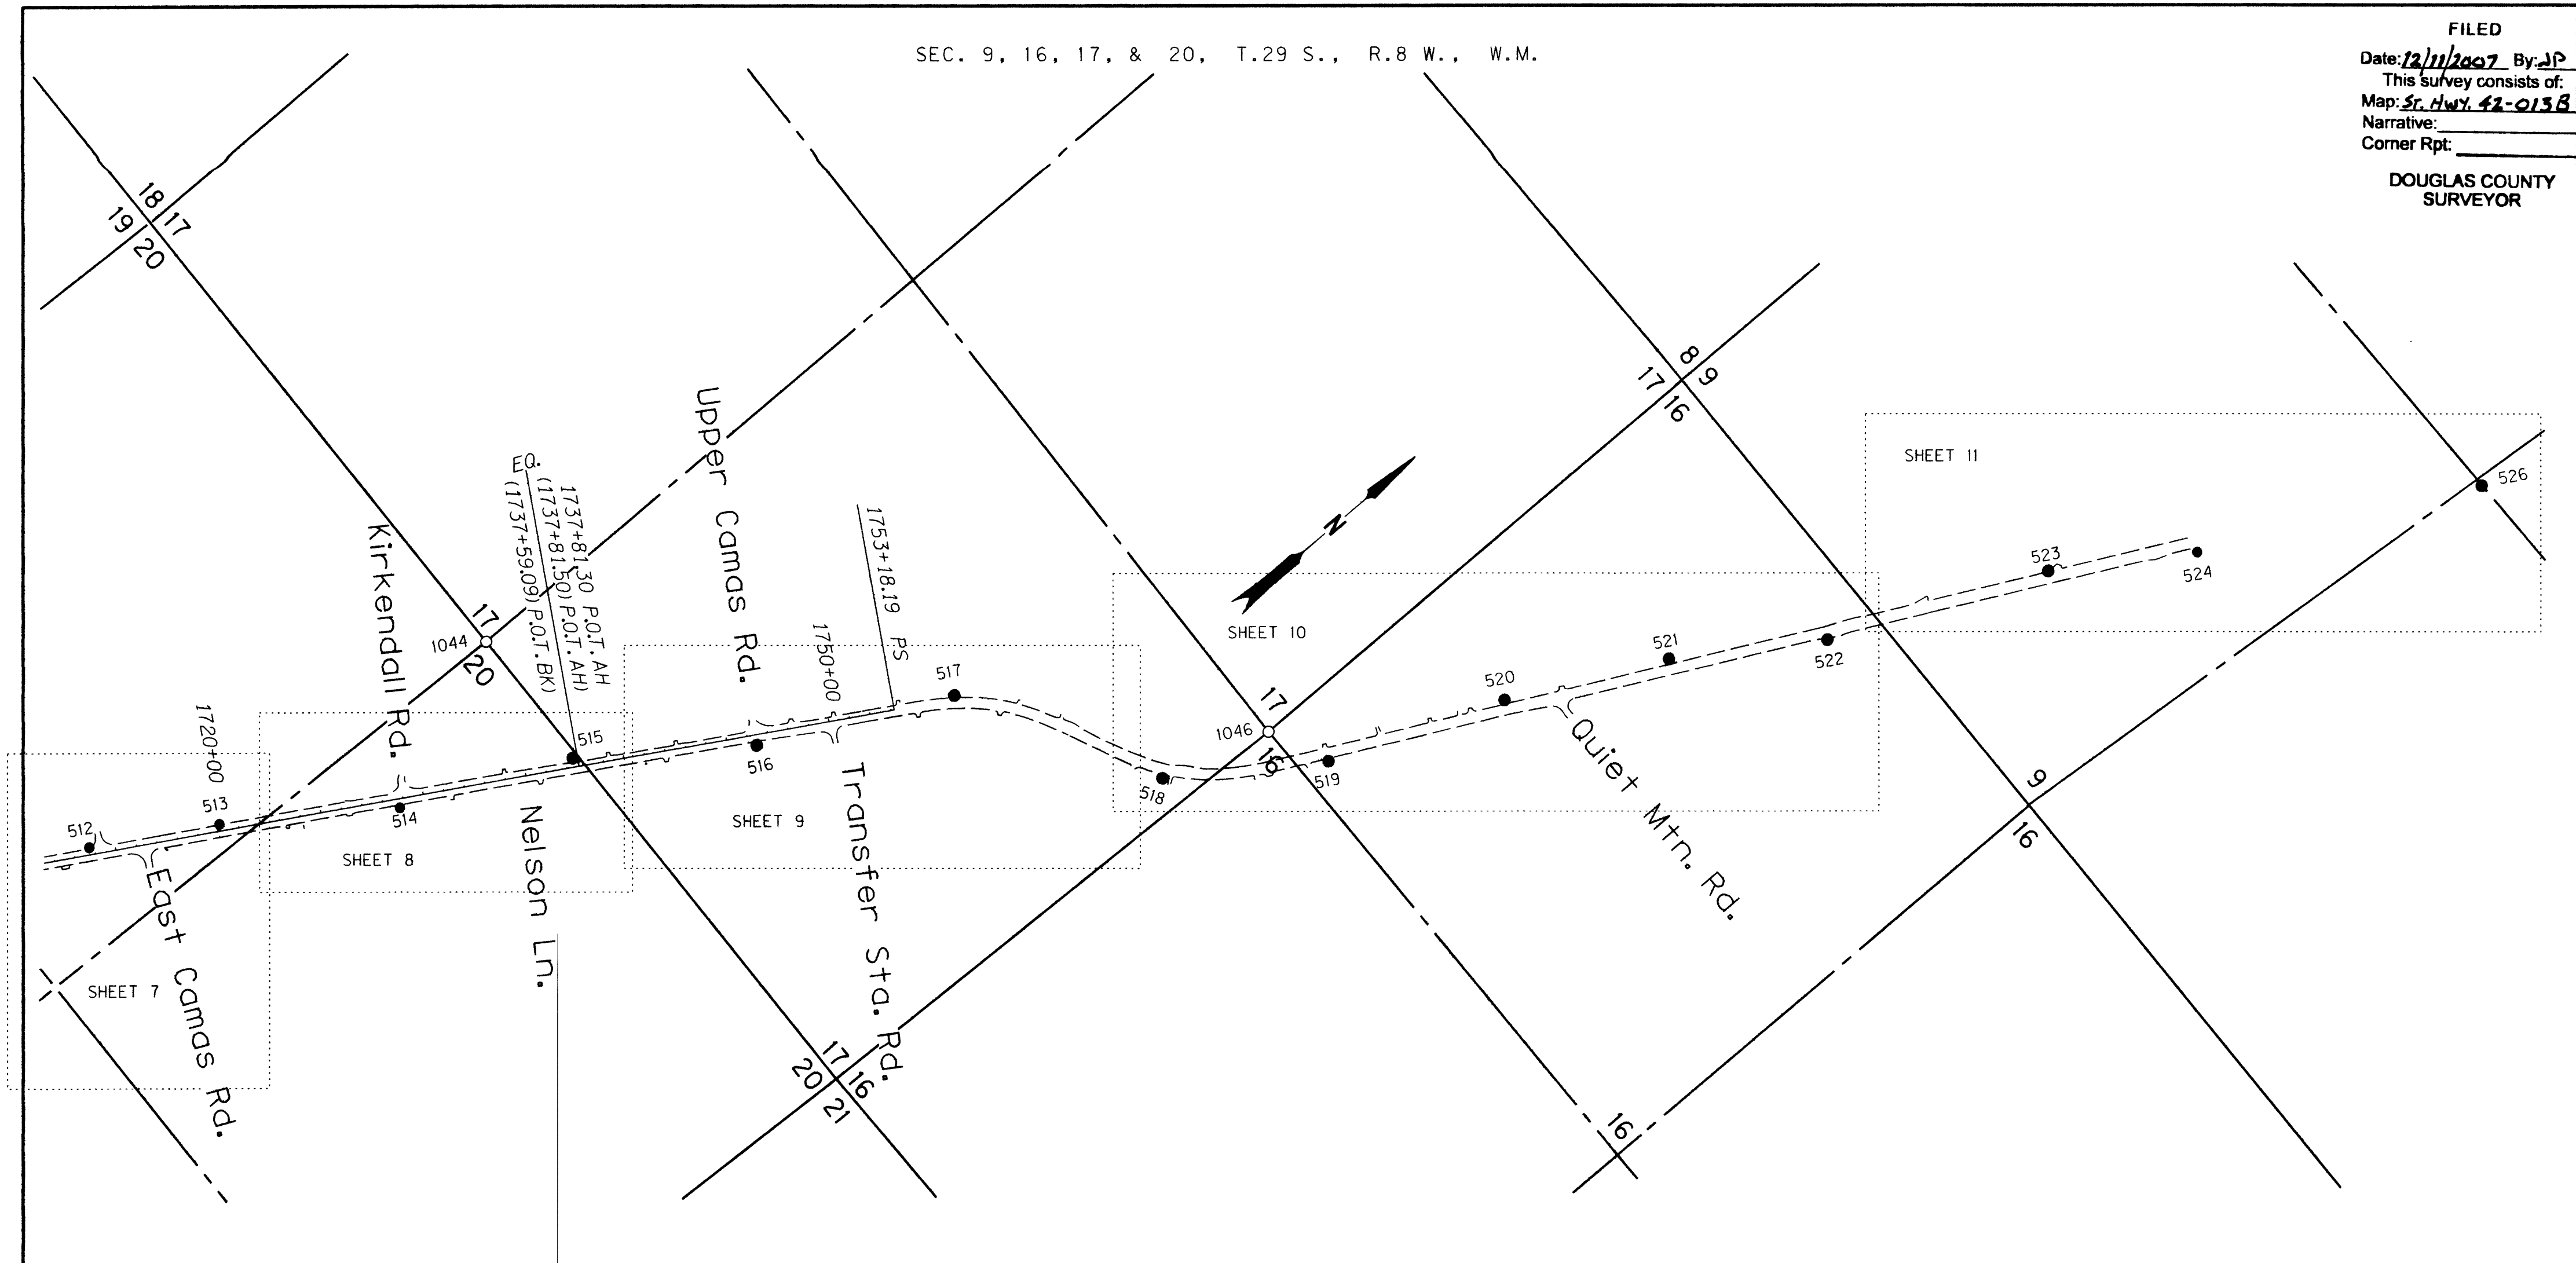 SEC. 9, 16, 17, & 20, T.29 S., R.8 W., W.M.
FILED
Date: 12/11/2007 By: JP
This survey consists of:
Map: St. Hwy. 42-013B
Narrative:
Corner Rpt:
DOUGLAS COUNTY
SURVEYOR
18
17
19
20
8
9
17
16
Upper Camas Rd.
SHEET 11
526
EQ.
1737+81.30 P.O.T. AH
(1737+81.50) P.O.T. AH)
(1737+59.09) P.O.T. BK)
1753+18.19 PS
N
Kirkendall Rd.
523
524
17
1044
20
1750+00
SHEET 10
521
522
517
520
17
1046
16
1720+00
515
516
Quiet Mtn. Rd.
518
519
9
16
512
513
514
SHEET 8
Nelson Ln.
SHEET 9
Transfer Sta. Rd.
East Camas Rd.
SHEET 7
17
16
20
21
16